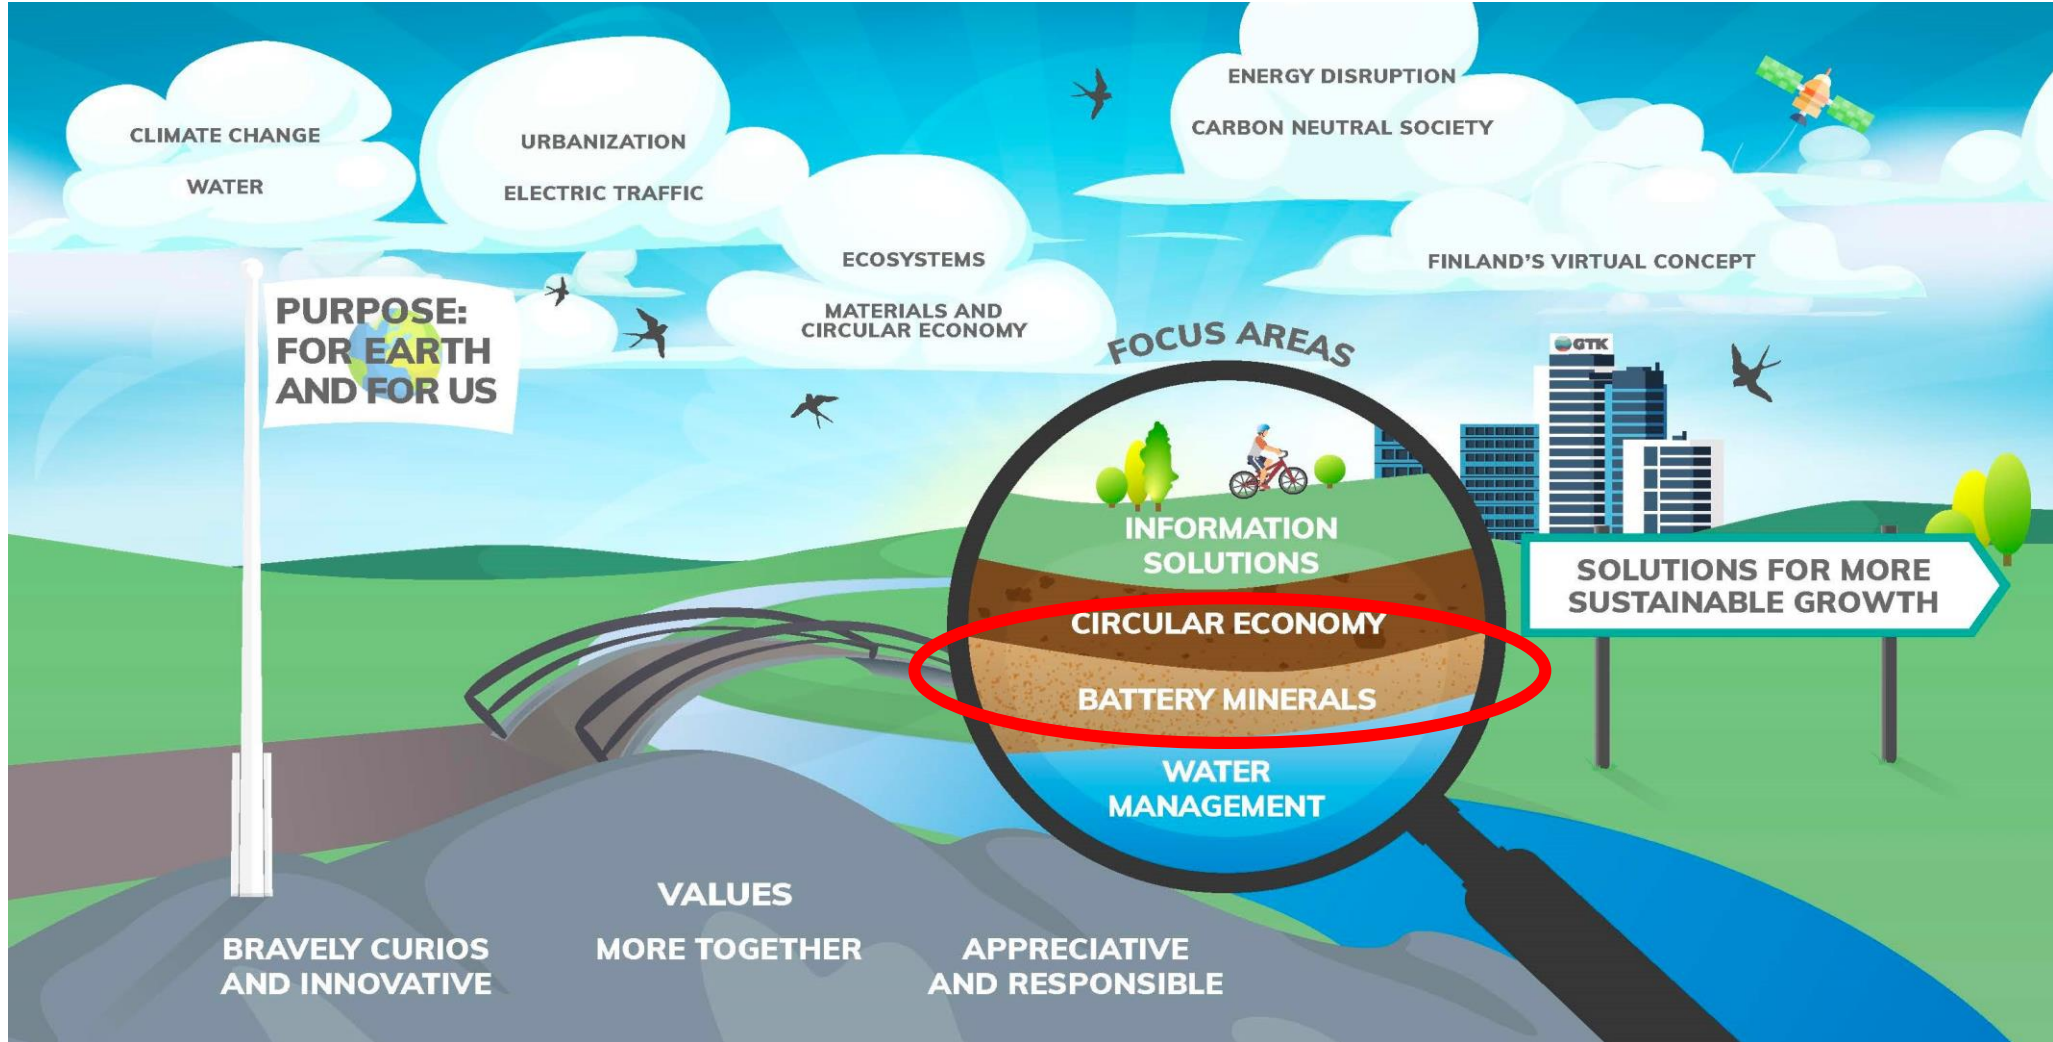 CLIMATE CHANGE
WATER
URBANIZATION
ELECTRIC TRAFFIC
ECOSYSTEMS
MATERIALS AND
CIRCULAR ECONOMY
ENERGY DISRUPTION
CARBON NEUTRAL SOCIETY
FINLAND'S VIRTUAL CONCEPT
PURPOSE:
FOR EARTH
AND FOR US
FOCUS AREAS
GTK
INFORMATION
SOLUTIONS
CIRCULAR ECONOMY
BATTERY MINERALS
WATER
MANAGEMENT
SOLUTIONS FOR MORE
SUSTAINABLE GROWTH
VALUES
BRAVELY CURIOS
AND INNOVATIVE
MORE TOGETHER
APPRECIATIVE
AND RESPONSIBLE